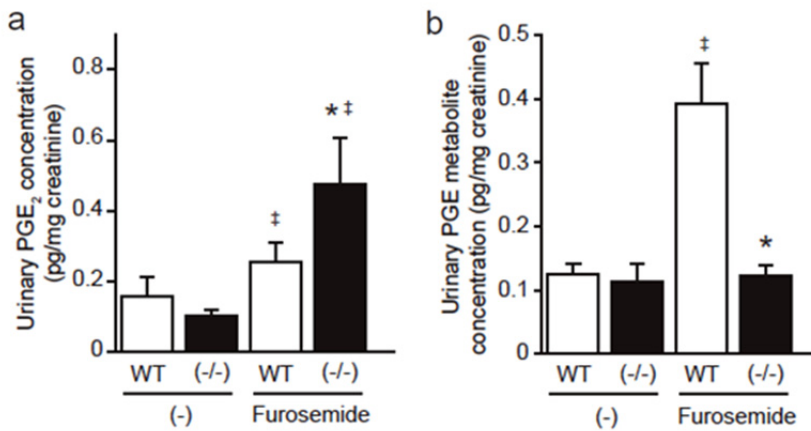 a
Urinary PGE₂ concentration
(pg/mg creatinine)
0.8
0.6
0.4
0.2
0
‡
* ‡
WT (-/-) WT (-/-)
(-) Furosemide
b
Urinary PGE metabolite
concentration (pg/mg creatinine)
0.5
0.4
0.3
0.2
0.1
0
‡
*
WT (-/-) WT (-/-)
(-) Furosemide